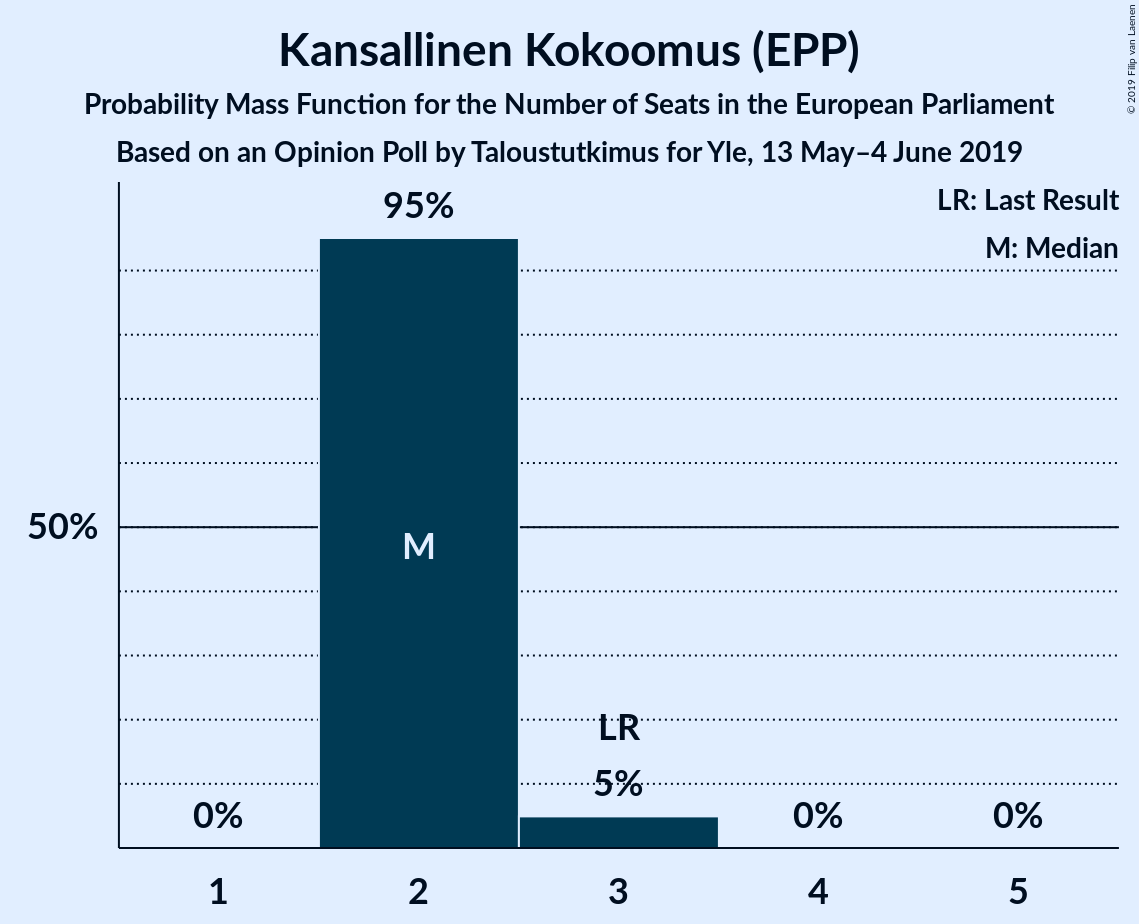 Kansallinen Kokoomus (EPP)
Probability Mass Function for the Number of Seats in the European Parliament
Based on an Opinion Poll by Taloustutkimus for Yle, 13 May–4 June 2019
© 2019 Filip van Laenen
LR: Last Result
M: Median
95%
50%
M
LR
5%
0%
0%
0%
1
2
3
4
5